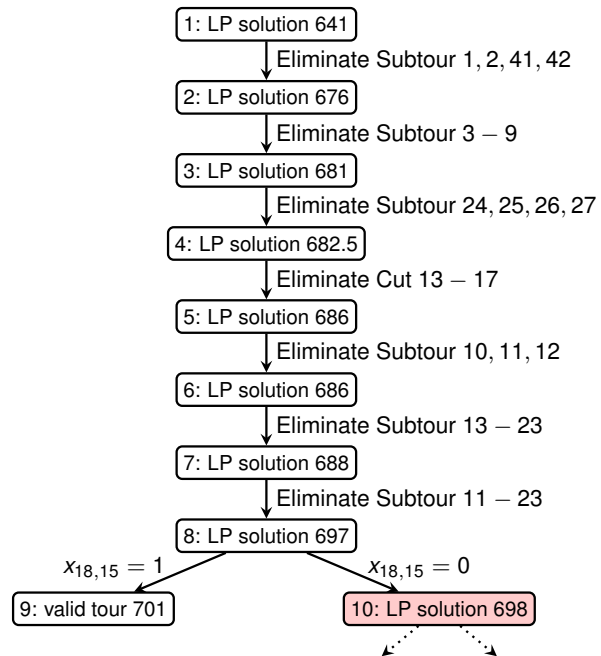 1: LP solution 641
Eliminate Subtour 1, 2, 41, 42
2: LP solution 676
Eliminate Subtour 3 − 9
3: LP solution 681
Eliminate Subtour 24, 25, 26, 27
4: LP solution 682.5
Eliminate Cut 13 − 17
5: LP solution 686
Eliminate Subtour 10, 11, 12
6: LP solution 686
Eliminate Subtour 13 − 23
7: LP solution 688
Eliminate Subtour 11 − 23
8: LP solution 697
x18,15 = 1
x18,15 = 0
9: valid tour 701
10: LP solution 698